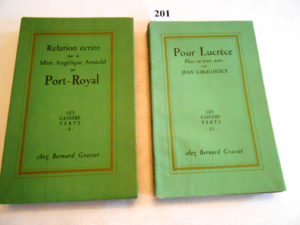 201
Relation écrite
par la
Mère Angélique Arnauld
sur
Port-Royal
LES
CAHIERS
VERTS
chez Bernard Grasset
Pour Lucrèce
Pièce en trois actes
JEAN GIRAUDOUX
LES
CAHIERS
VERTS
chez Bernard Grasset